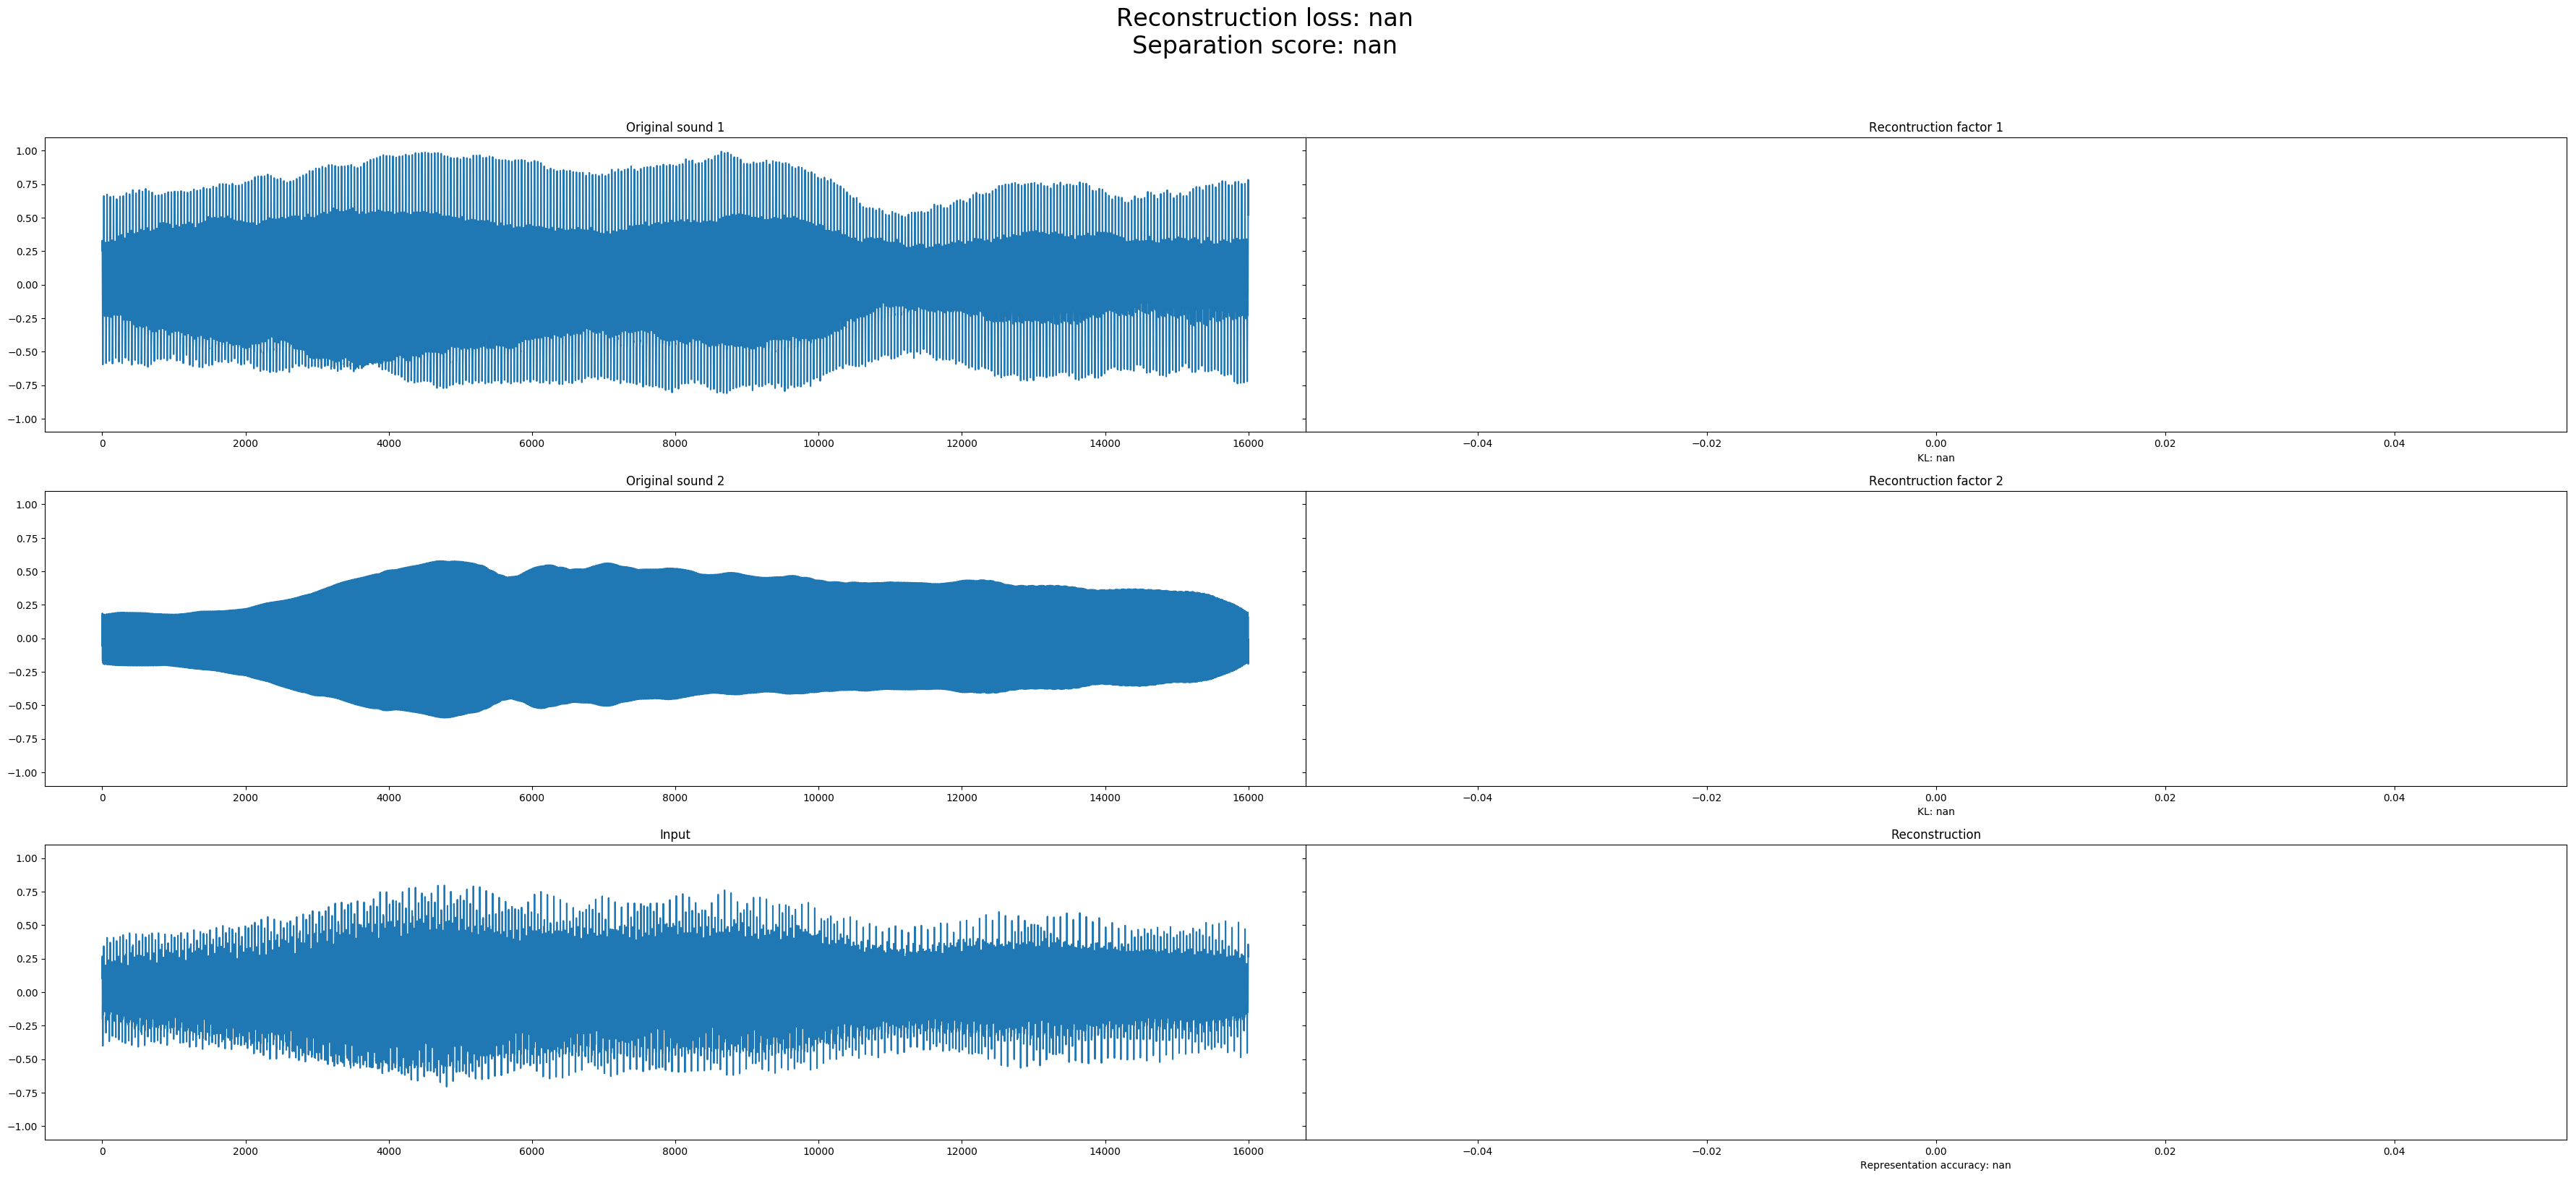 Reconstruction loss: nan
Separation score: nan
Original sound 1
Recontruction factor 1
1.00
0.75
0.50
0.25
0.00
−0.25
−0.50
−0.75
−1.00
0 2000 4000 6000 8000 10000 12000 14000 16000
−0.04 −0.02 0.00 0.02 0.04
KL: nan
Original sound 2
Recontruction factor 2
1.00
0.75
0.50
0.25
0.00
−0.25
−0.50
−0.75
−1.00
0 2000 4000 6000 8000 10000 12000 14000 16000
−0.04 −0.02 0.00 0.02 0.04
KL: nan
Input
Reconstruction
1.00
0.75
0.50
0.25
0.00
−0.25
−0.50
−0.75
−1.00
0 2000 4000 6000 8000 10000 12000 14000 16000
−0.04 −0.02 0.00 0.02 0.04
Representation accuracy: nan